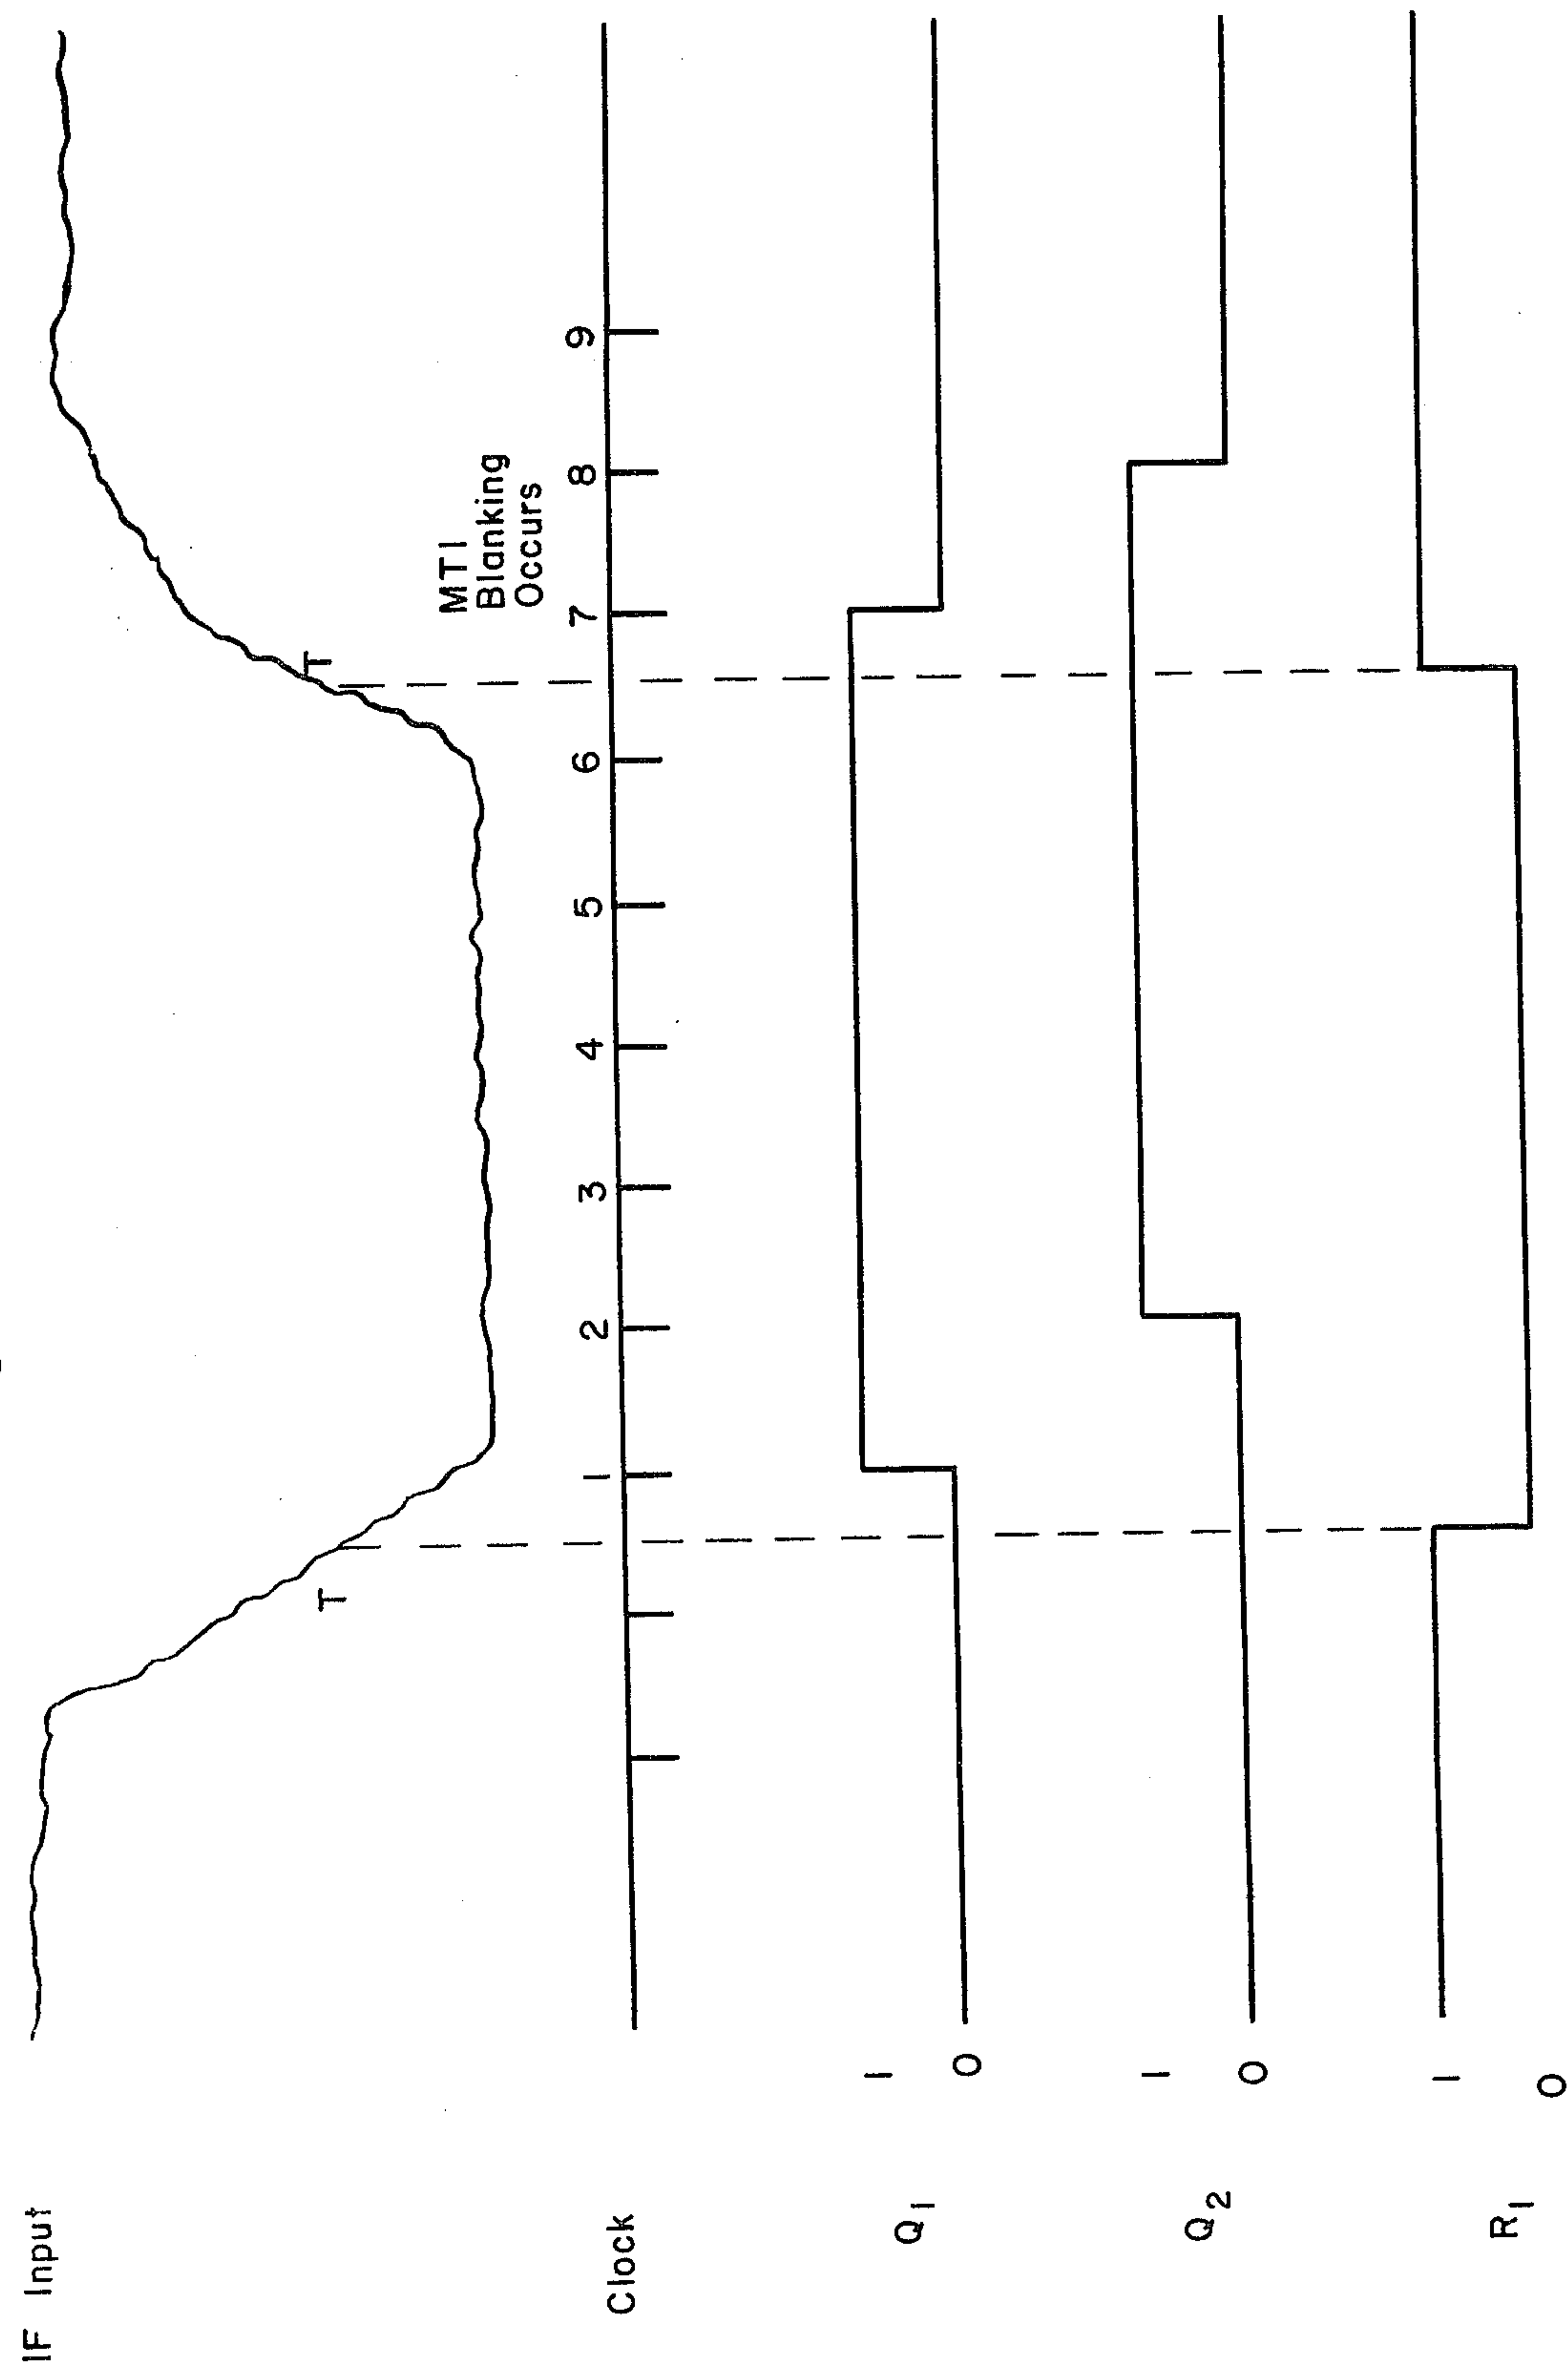 IF Input
T
T
MTI
Blanking
Occurs
Clock
1 2 3 4 5 6 7 8 9
Q1
1
0
Q2
1
0
R1
1
0